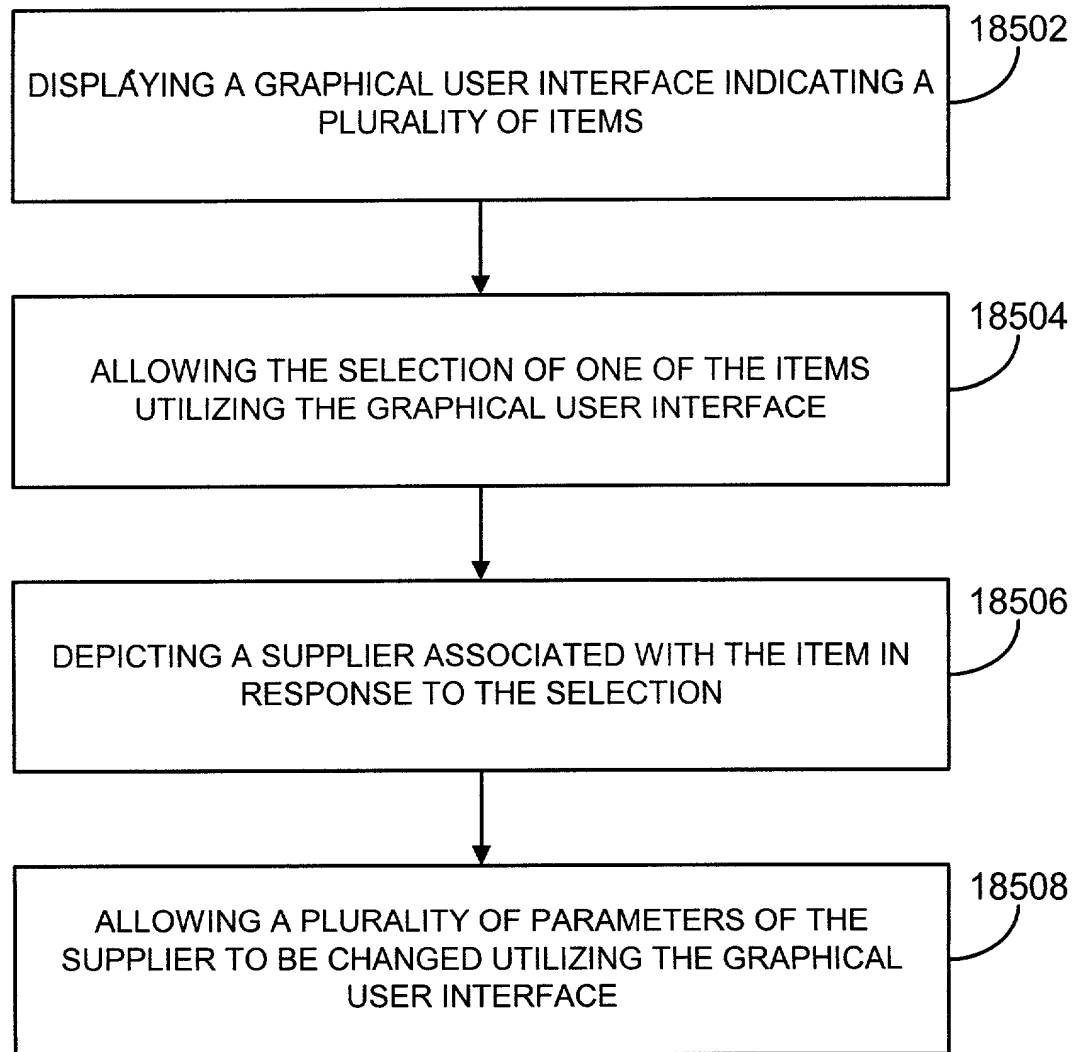 18502
DISPLAYING A GRAPHICAL USER INTERFACE INDICATING A
PLURALITY OF ITEMS
18504
ALLOWING THE SELECTION OF ONE OF THE ITEMS
UTILIZING THE GRAPHICAL USER INTERFACE
18506
DEPICTING A SUPPLIER ASSOCIATED WITH THE ITEM IN
RESPONSE TO THE SELECTION
18508
ALLOWING A PLURALITY OF PARAMETERS OF THE
SUPPLIER TO BE CHANGED UTILIZING THE GRAPHICAL
USER INTERFACE